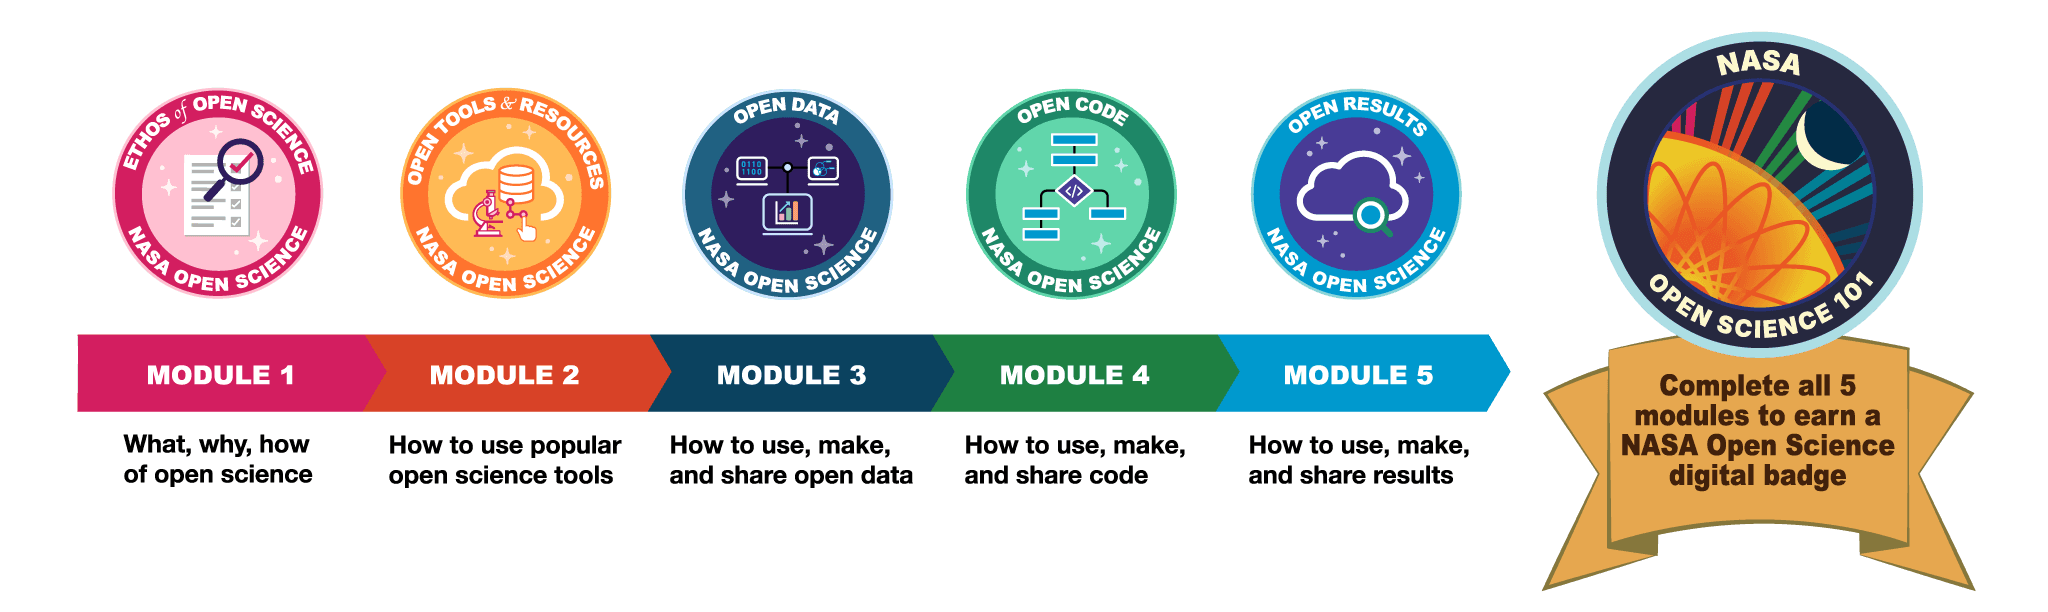 ETHOS of OPEN SCIENCE
NASA OPEN SCIENCE
OPEN TOOLS & RESOURCES
NASA OPEN SCIENCE
OPEN DATA
0110
1100
NASA OPEN SCIENCE
OPEN CODE
</>
NASA OPEN SCIENCE
OPEN RESULTS
NASA OPEN SCIENCE
NASA
OPEN SCIENCE 101
MODULE 1
MODULE 2
MODULE 3
MODULE 4
MODULE 5
What, why, how
of open science
How to use popular
open science tools
How to use, make,
and share open data
How to use, make,
and share code
How to use, make,
and share results
Complete all 5
modules to earn a
NASA Open Science
digital badge